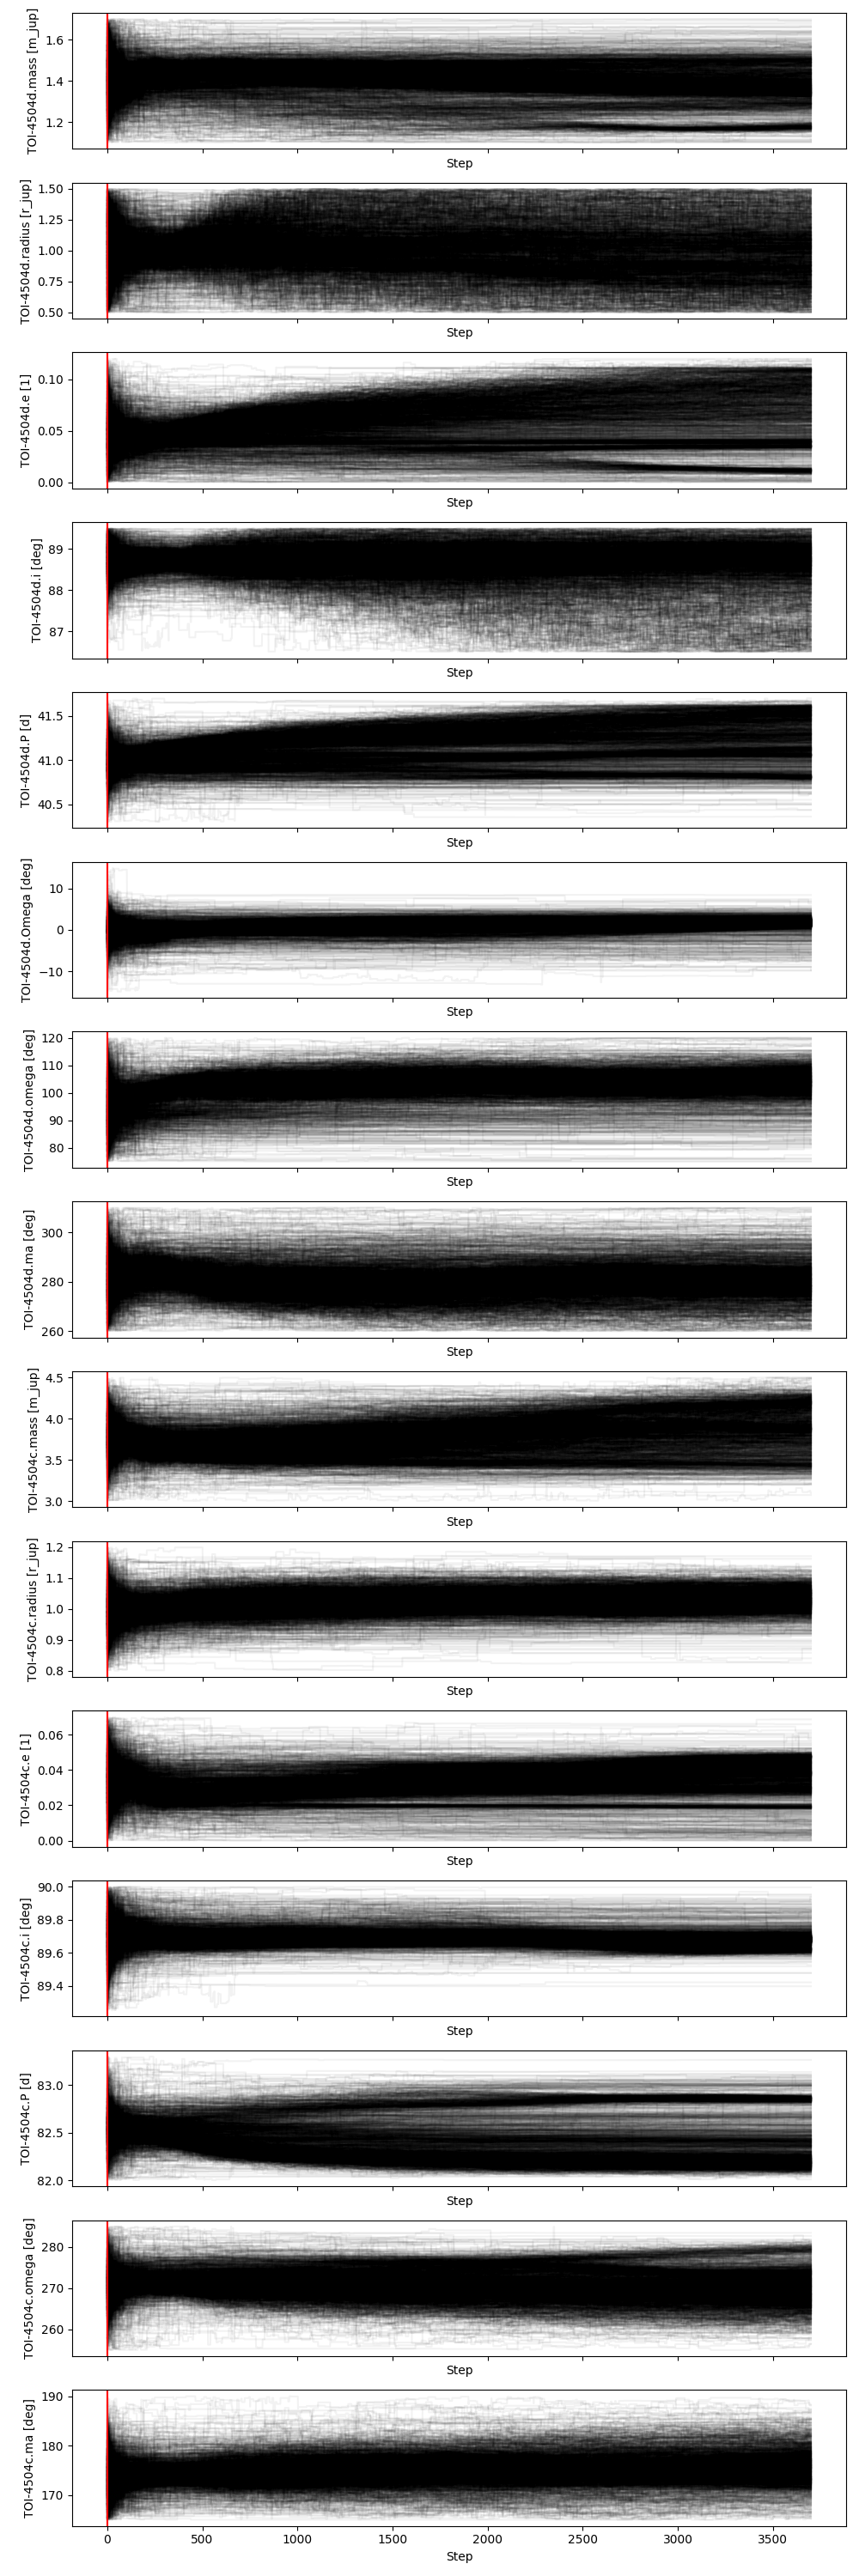 TOI-4504d.mass [m_jup]
1.6
1.4
1.2
Step
TOI-4504d.radius [r_jup]
1.50
1.25
1.00
0.75
0.50
Step
TOI-4504d.e [1]
0.10
0.05
0.00
Step
TOI-4504d.i [deg]
89
88
87
Step
TOI-4504d.P [d]
41.5
41.0
40.5
Step
TOI-4504d.Omega [deg]
10
0
−10
Step
TOI-4504d.omega [deg]
120
110
100
90
80
Step
TOI-4504d.ma [deg]
300
280
260
Step
TOI-4504c.mass [m_jup]
4.5
4.0
3.5
3.0
Step
TOI-4504c.radius [r_jup]
1.2
1.1
1.0
0.9
0.8
Step
TOI-4504c.e [1]
0.06
0.04
0.02
0.00
Step
TOI-4504c.i [deg]
90.0
89.8
89.6
89.4
Step
TOI-4504c.P [d]
83.0
82.5
82.0
Step
TOI-4504c.omega [deg]
280
270
260
Step
TOI-4504c.ma [deg]
190
180
170
0 500 1000 1500 2000 2500 3000 3500
Step